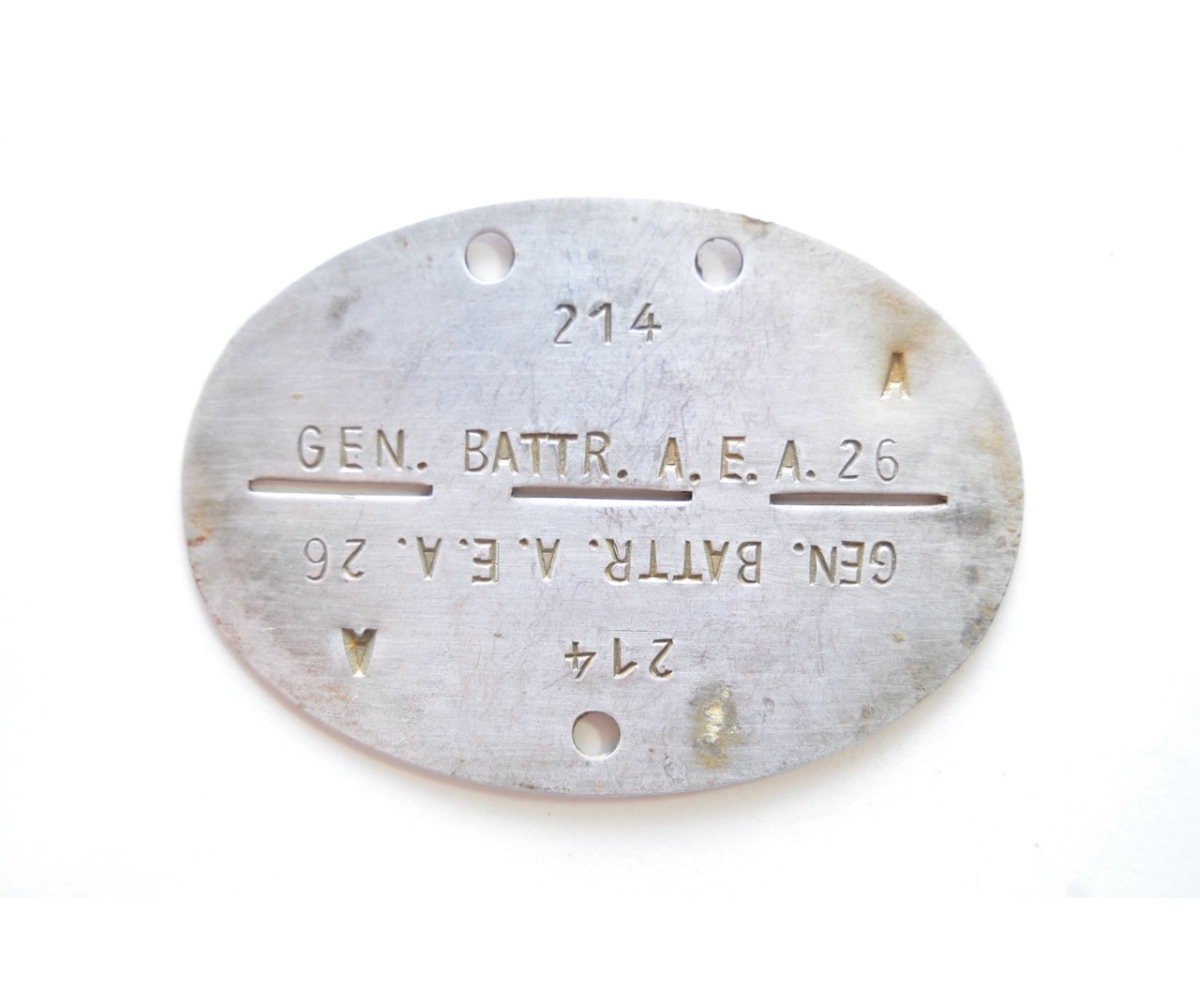 214
A
GEN. BATTR. A.E.A. 26
GEN. BATTR. A.E.A. 26
A
214